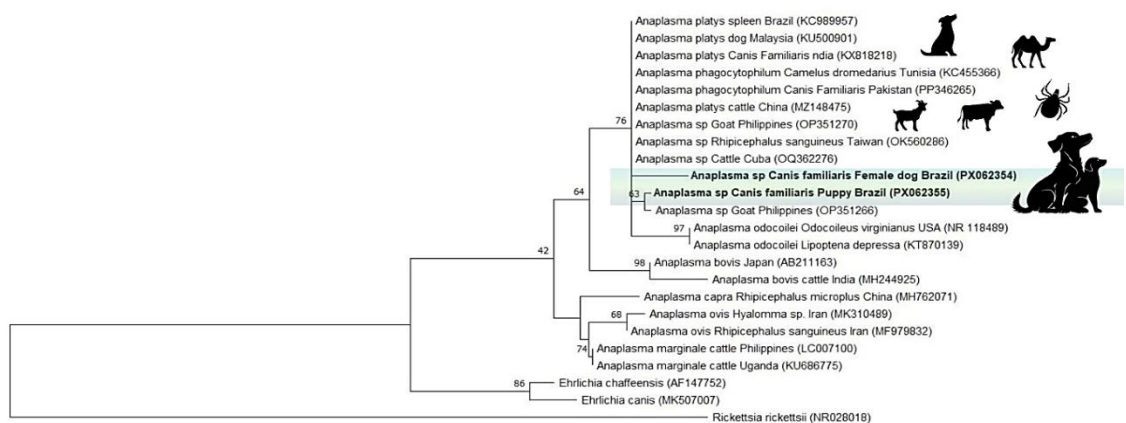 Anaplasma platys spleen Brazil (KC989957)
Anaplasma platys dog Malaysia (KU500901)
Anaplasma platys Canis Familiaris ndia (KX818218)
Anaplasma phagocytophilum Camelus dromedarius Tunisia (KC455366)
Anaplasma phagocytophilum Canis Familiaris Pakistan (PP346265)
Anaplasma platys cattle China (MZ148475)
76
Anaplasma sp Goat Philippines (OP351270)
Anaplasma sp Rhipicephalus sanguineus Taiwan (OK560286)
Anaplasma sp Cattle Cuba (OQ362276)
Anaplasma sp Canis familiaris Female dog Brazil (PX062354)
64
63
Anaplasma sp Canis familiaris Puppy Brazil (PX062355)
Anaplasma sp Goat Philippines (OP351266)
97
Anaplasma odocoilei Odocoileus virginianus USA (NR 118489)
Anaplasma odocoilei Lipoptena depressa (KT870139)
42
98
Anaplasma bovis Japan (AB211163)
Anaplasma bovis cattle India (MH244925)
Anaplasma capra Rhipicephalus microplus China (MH762071)
68
Anaplasma ovis Hyalomma sp. Iran (MK310489)
Anaplasma ovis Rhipicephalus sanguineus Iran (MF979832)
74
Anaplasma marginale cattle Philippines (LC007100)
Anaplasma marginale cattle Uganda (KU686775)
86
Ehrlichia chaffeensis (AF147752)
Ehrlichia canis (MK507007)
Rickettsia rickettsii (NR028018)